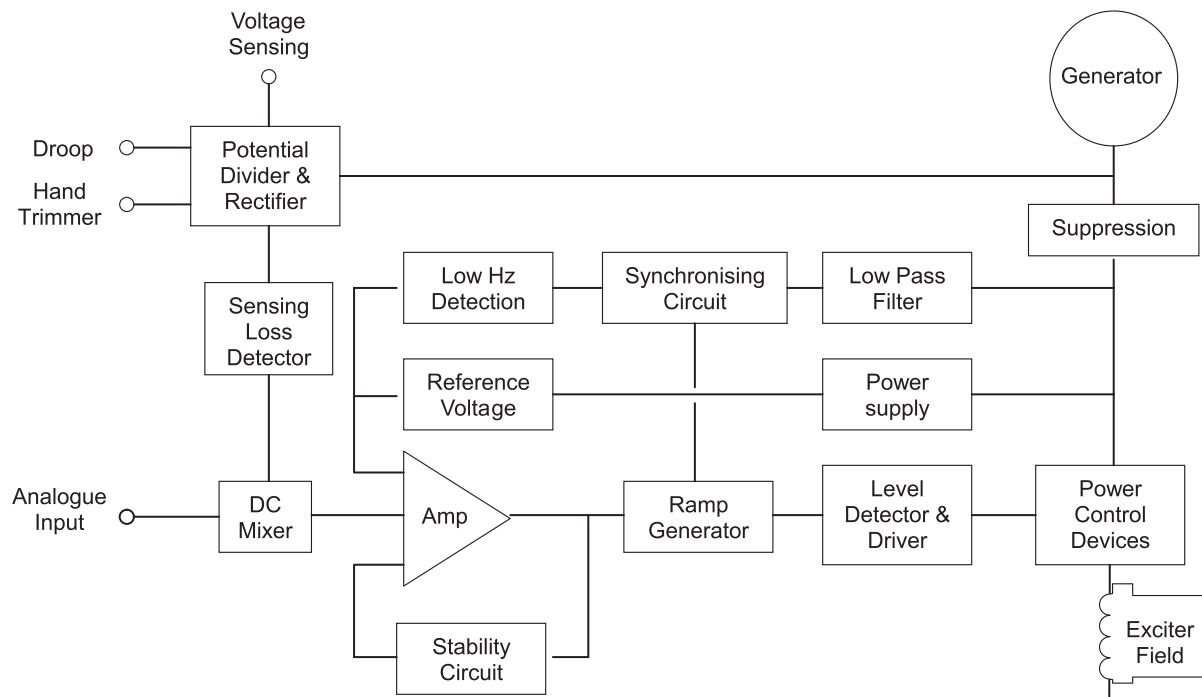 Voltage
Sensing
Generator
Droop
Potential
Divider &
Rectifier
Hand
Trimmer
Suppression
Low Hz
Detection
Synchronising
Circuit
Low Pass
Filter
Sensing
Loss
Detector
Reference
Voltage
Power
supply
Analogue
Input
DC
Mixer
Amp
Ramp
Generator
Level
Detector &
Driver
Power
Control
Devices
Stability
Circuit
Exciter
Field